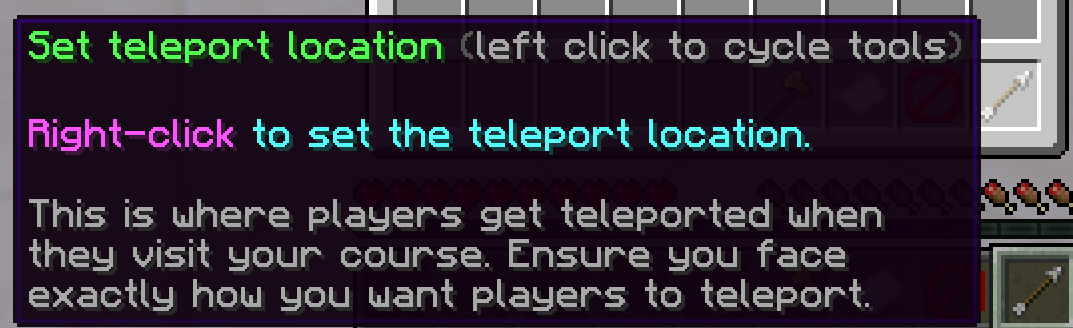 Set teleport location (left click to cycle tools)
Right-click to set the teleport location.
This is where players get teleported when
they visit your course. Ensure you face
exactly how you want players to teleport.